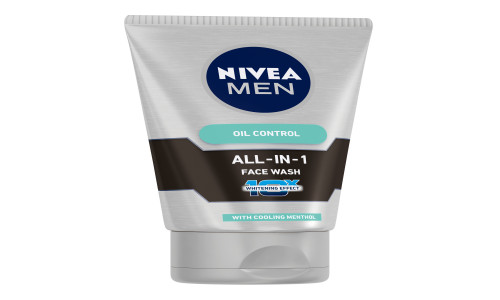 NIVEA
MEN
OIL CONTROL
ALL-IN-1
FACE WASH
10X
WHITENING EFFECT
WITH COOLING MENTHOL